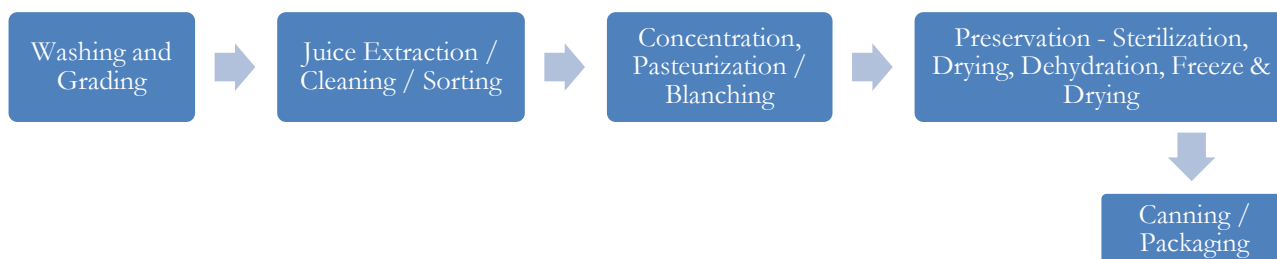 Washing and
Grading
Juice Extraction /
Cleaning / Sorting
Concentration,
Pasteurization /
Blanching
Preservation - Sterilization,
Drying, Dehydration, Freeze &
Drying
Canning /
Packaging